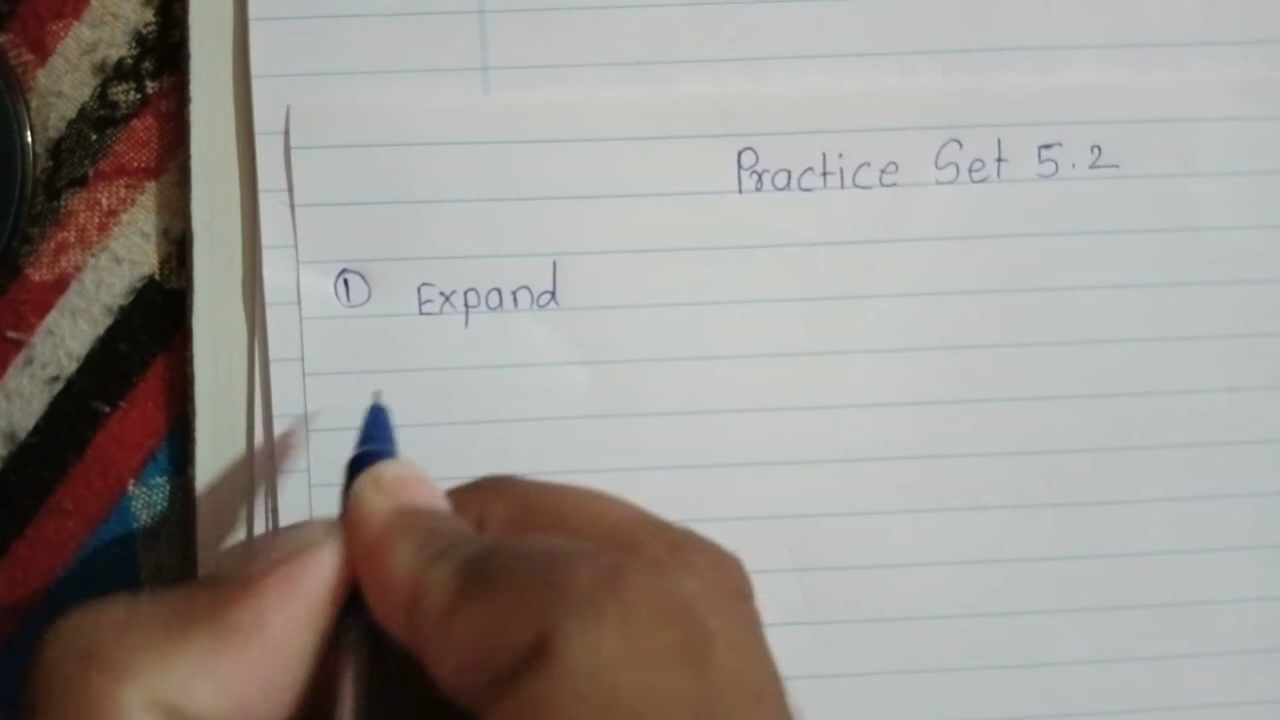 Practice Set 5.2
① Expand